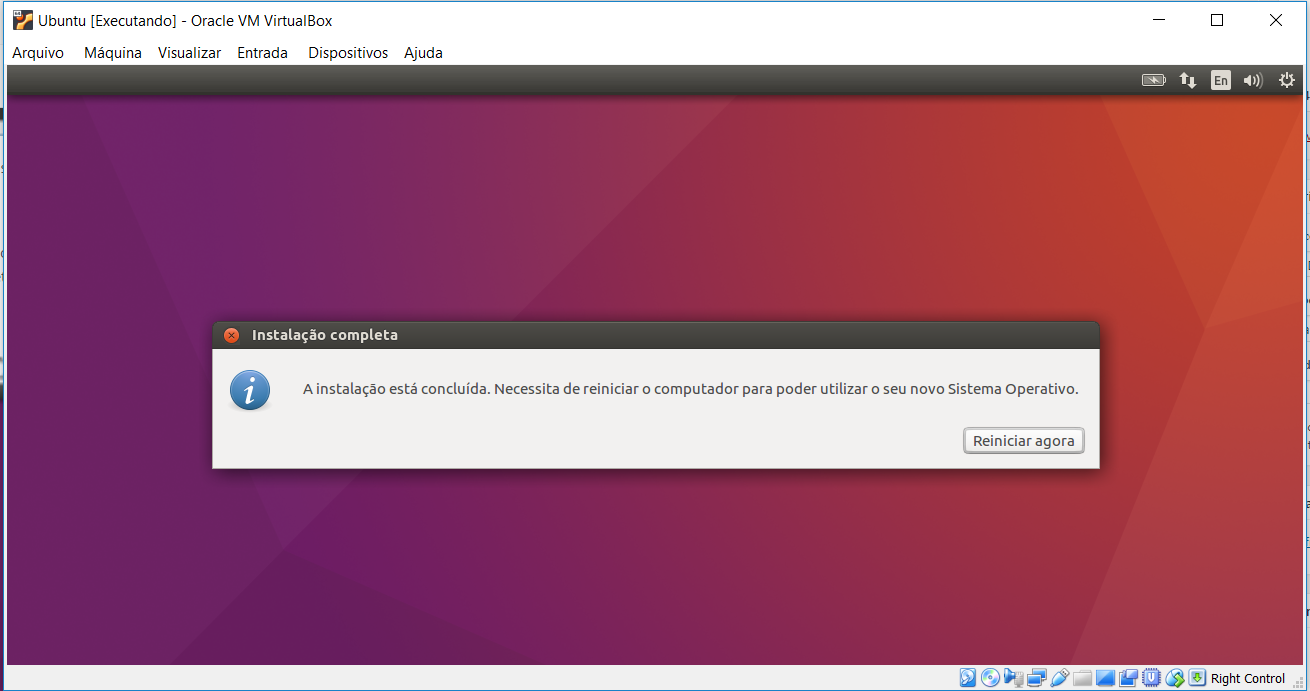 Ubuntu [Executando] - Oracle VM VirtualBox
Arquivo Máquina Visualizar Entrada Dispositivos Ajuda
En
Instalação completa
A instalação está concluída. Necessita de reiniciar o computador para poder utilizar o seu novo Sistema Operativo.
Reiniciar agora
Right Control